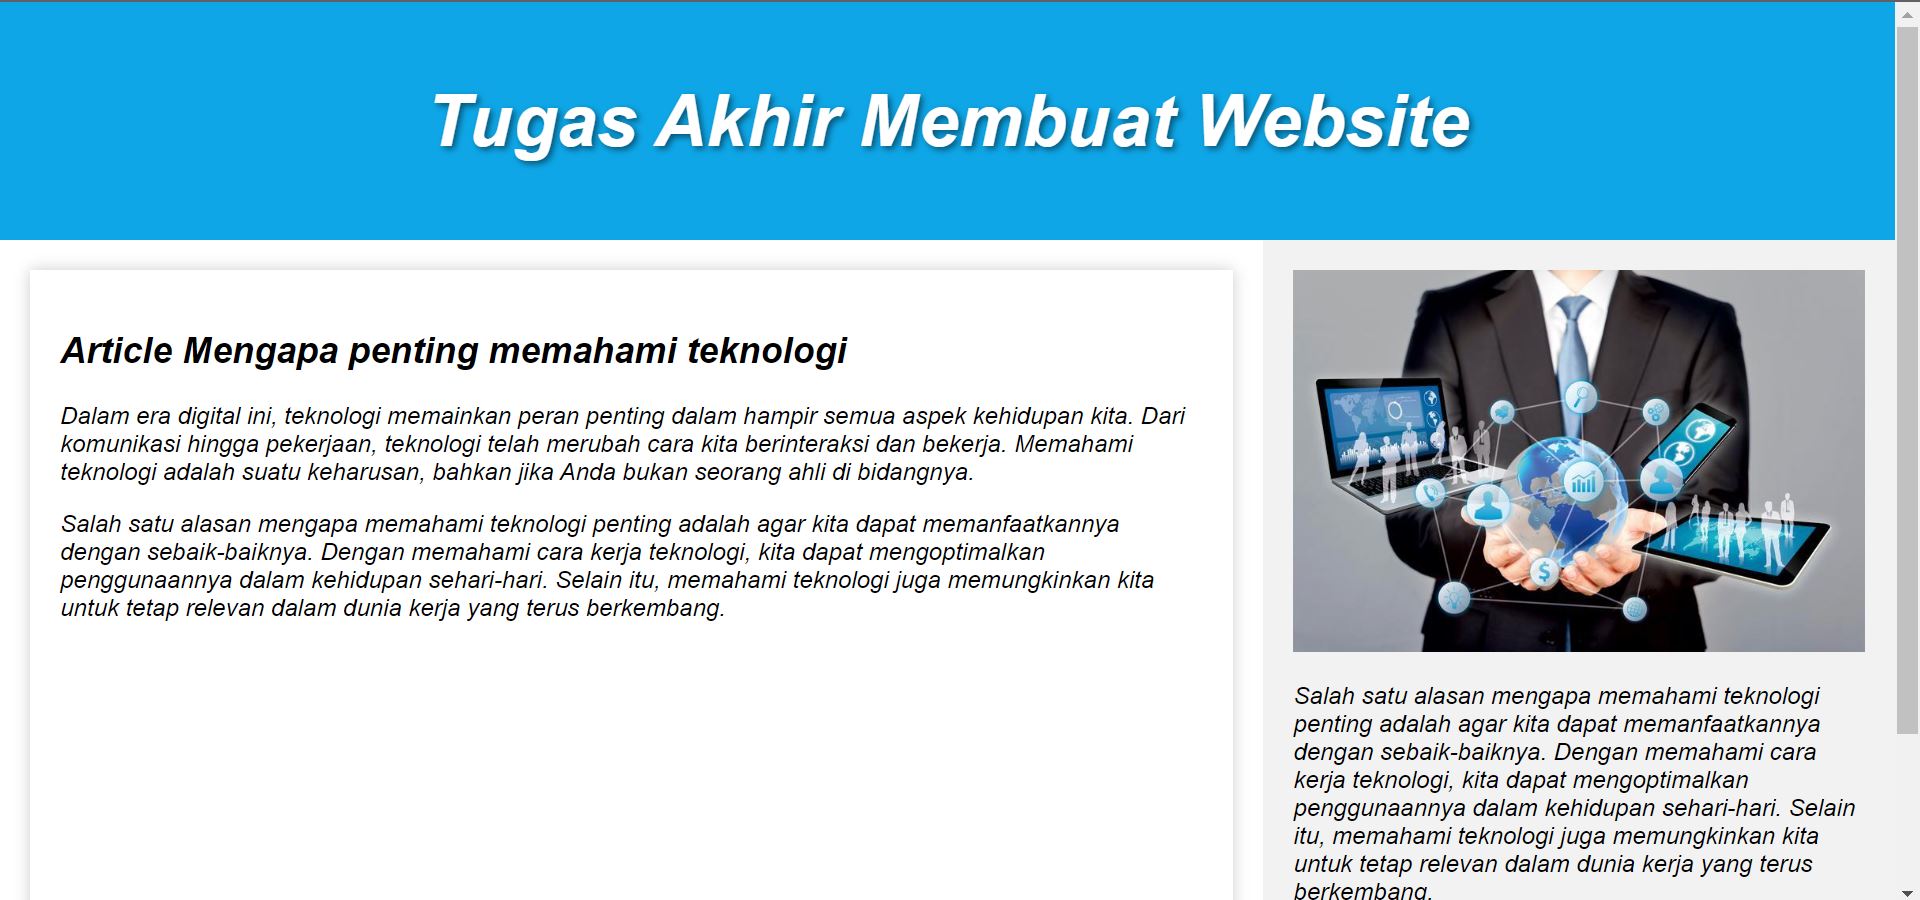 Tugas Akhir Membuat Website
Article Mengapa penting memahami teknologi
Dalam era digital ini, teknologi memainkan peran penting dalam hampir semua aspek kehidupan kita. Dari
komunikasi hingga pekerjaan, teknologi telah merubah cara kita berinteraksi dan bekerja. Memahami
teknologi adalah suatu keharusan, bahkan jika Anda bukan seorang ahli di bidangnya.
Salah satu alasan mengapa memahami teknologi penting adalah agar kita dapat memanfaatkannya
dengan sebaik-baiknya. Dengan memahami cara kerja teknologi, kita dapat mengoptimalkan
penggunaannya dalam kehidupan sehari-hari. Selain itu, memahami teknologi juga memungkinkan kita
untuk tetap relevan dalam dunia kerja yang terus berkembang.
$
Salah satu alasan mengapa memahami teknologi
penting adalah agar kita dapat memanfaatkannya
dengan sebaik-baiknya. Dengan memahami cara
kerja teknologi, kita dapat mengoptimalkan
penggunaannya dalam kehidupan sehari-hari. Selain
itu, memahami teknologi juga memungkinkan kita
untuk tetap relevan dalam dunia kerja yang terus
berkembang.